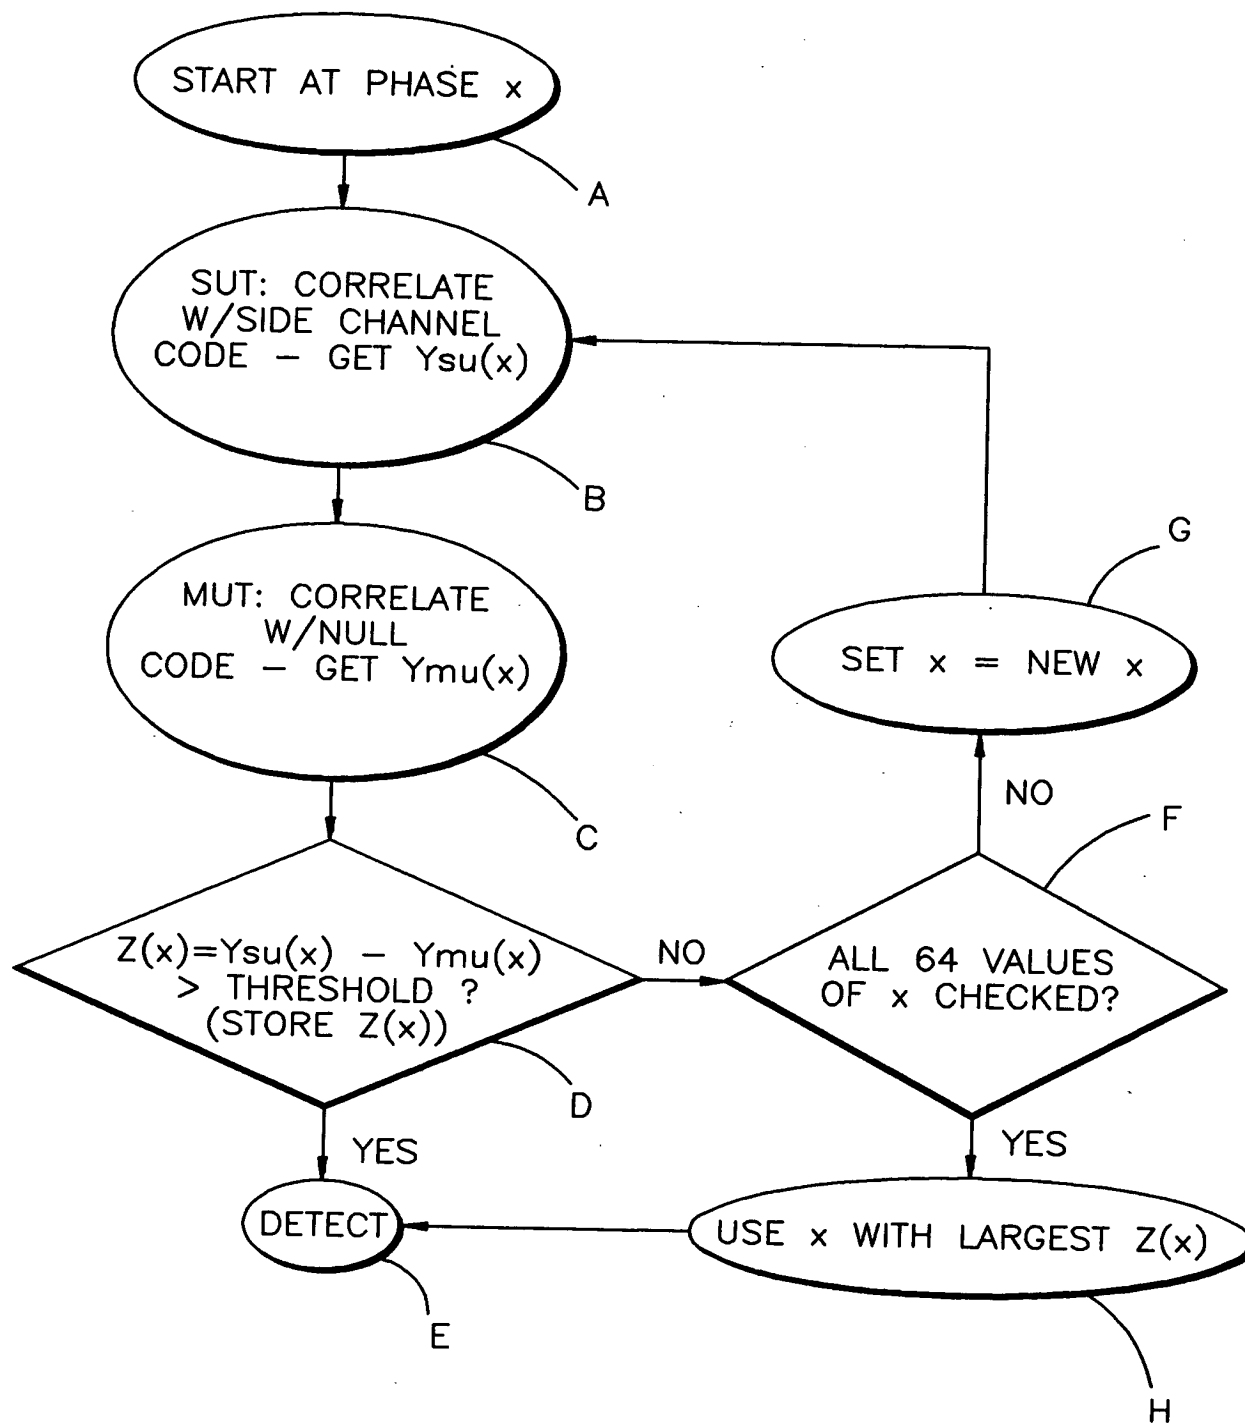 START AT PHASE x
A
SUT: CORRELATE
W/SIDE CHANNEL
CODE – GET Ysu(x)
B
MUT: CORRELATE
W/NULL
CODE – GET Ymu(x)
C
Z(x)=Ysu(x) – Ymu(x)
> THRESHOLD ?
(STORE Z(x))
D
NO
YES
DETECT
E
ALL 64 VALUES
OF x CHECKED?
F
NO
SET x = NEW x
G
YES
USE x WITH LARGEST Z(x)
H